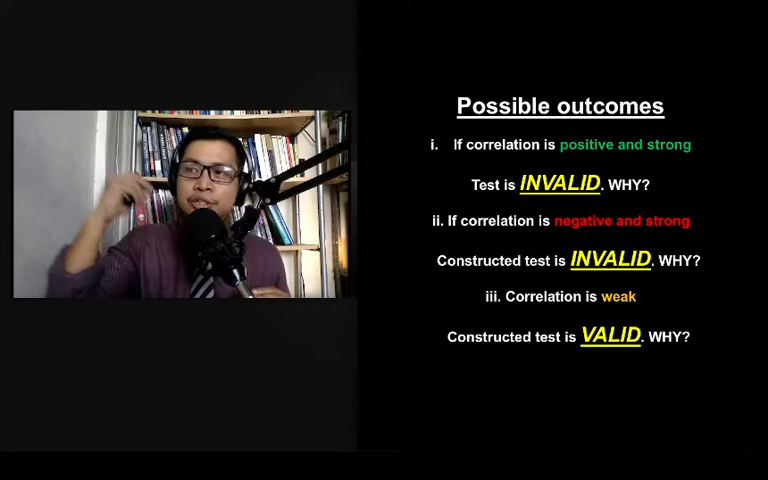 Possible outcomes
i. If correlation is positive and strong
Test is INVALID. WHY?
ii. If correlation is negative and strong
Constructed test is INVALID. WHY?
iii. Correlation is weak
Constructed test is VALID. WHY?